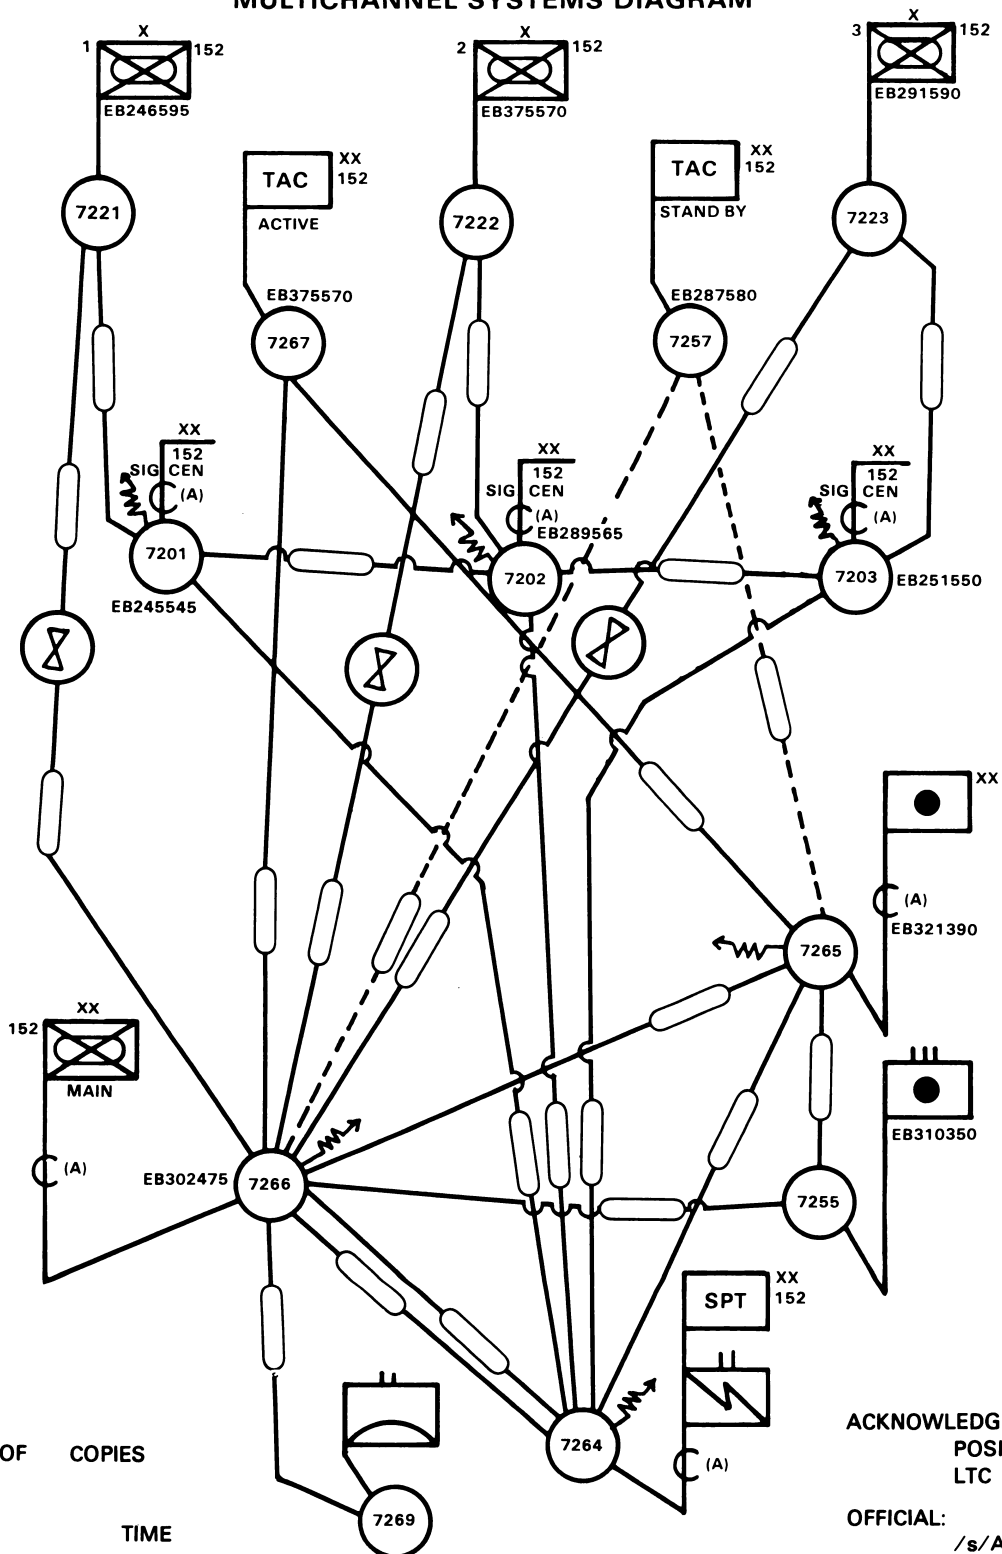 MULTICHANNEL SYSTEMS DIAGRAM
1 X 152
EB246595
2 X 152
EB375570
3 X 152
EB291590
TAC XX
152
ACTIVE
TAC XX
152
STAND BY
7221
7222
7223
EB375570
7267
EB287580
7257
XX
152
SIG CEN
(A)
7201
EB245545
XX
152
SIG CEN
(A)
EB289565
7202
XX
152
SIG CEN
(A)
7203
EB251550
XX
(A)
EB321390
7265
XX
152
MAIN
(A)
EB310350
EB302475
7266
7255
SPT XX
152
7264
(A)
7269
OF COPIES
TIME
ACKNOWLEDG
POSI
LTC
OFFICIAL:
/s/A